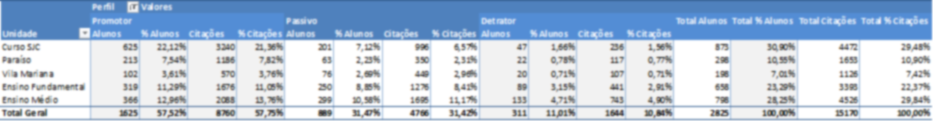 Perfil Valores
Promotor Passivo Detrator Total Alunos Total % Alunos Total Citações Total % Citações
Unidade Alunos % Alunos Citações % Citações Alunos % Alunos Citações % Citações Alunos % Alunos Citações % Citações
Curso SJC 625 22,12% 3240 21,36% 201 7,12% 996 6,57% 47 1,66% 236 1,56% 873 30,90% 4472 29,48%
Paraíso 213 7,54% 1186 7,82% 63 2,23% 350 2,31% 22 0,78% 117 0,77% 298 10,55% 1653 10,90%
Vila Mariana 102 3,61% 570 3,76% 76 2,69% 449 2,96% 20 0,71% 107 0,71% 198 7,01% 1126 7,42%
Ensino Fundamental 319 11,29% 1676 11,05% 250 8,85% 1276 8,41% 89 3,15% 441 2,91% 658 23,29% 3393 22,37%
Ensino Médio 366 12,96% 2088 13,76% 299 10,58% 1695 11,17% 133 4,71% 743 4,90% 798 28,25% 4526 29,84%
Total Geral 1625 57,52% 8760 57,75% 889 31,47% 4766 31,42% 311 11,01% 1644 10,84% 2825 100,00% 15170 100,00%